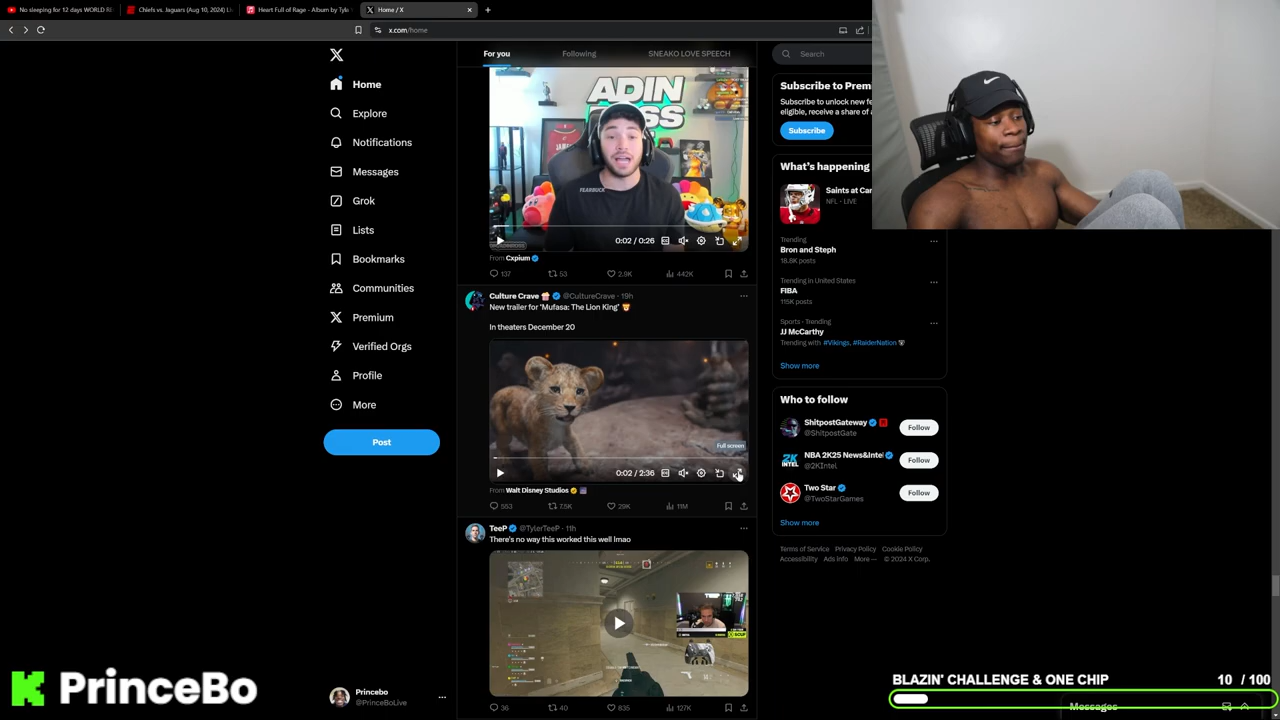 No sleeping for 12 days WORLD RE
Chiefs vs. Jaguars (Aug 10, 2024) Li
Heart Full of Rage - Album by Tyla
Home / X
x.com/home
For you
Following
SNEAKO LOVE SPEECH
Search
Home
Explore
Notifications
Messages
Grok
Lists
Bookmarks
Communities
Premium
Verified Orgs
Profile
More
Post
Princebo
@PrinceBoLive
ADIN
ROSS
FEARBUCK
0:02 / 0:26
From Cxpium
137
53
2.9K
442K
Culture Crave
@CultureCrave · 19h
New trailer for 'Mufasa: The Lion King'
In theaters December 20
Full screen
0:02 / 2:36
From Walt Disney Studios
553
7.5K
29K
11M
TeeP
@TylerTeeP · 11h
There's no way this worked this well lmao
36
40
635
127K
Subscribe to Prem
Subscribe to unlock new fe
eligible, receive a share of a
Subscribe
What's happening
Saints at Car
NFL · LIVE
Trending
Bron and Steph
18.8K posts
Trending in United States
FIBA
115K posts
Sports · Trending
JJ McCarthy
Trending with #Vikings, #RaiderNation
Show more
Who to follow
ShitpostGateway
@ShitpostGate
Follow
NBA 2K25 News&Intel
@2KIntel
Follow
Two Star
@TwoStarGames
Follow
Show more
Terms of Service Privacy Policy Cookie Policy
Accessibility Ads info More ··· © 2024 X Corp.
PrinceBo
BLAZIN' CHALLENGE & ONE CHIP 10 / 100
Messages